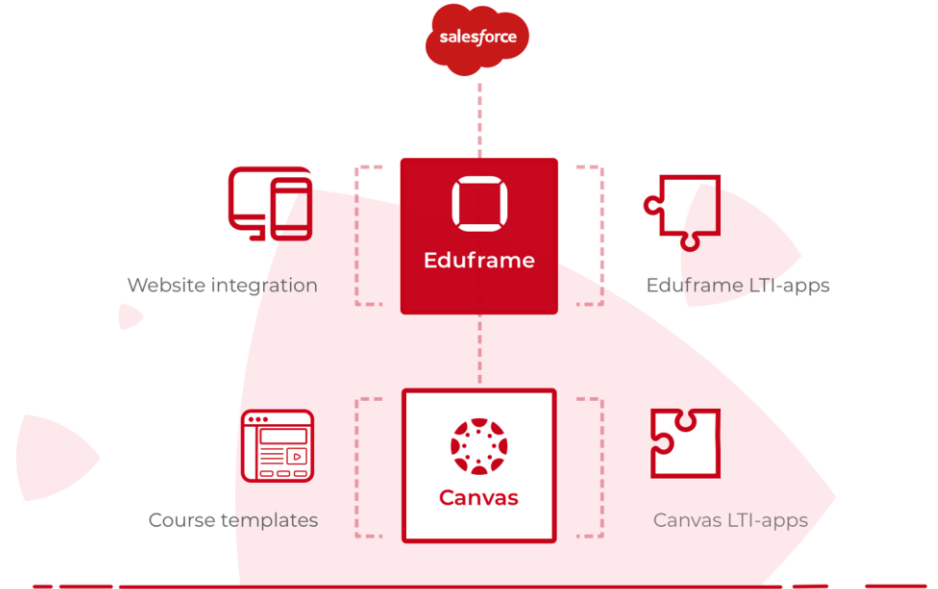 salesforce
Eduframe
Website integration
Eduframe LTI-apps
Canvas
Course templates
Canvas LTI-apps